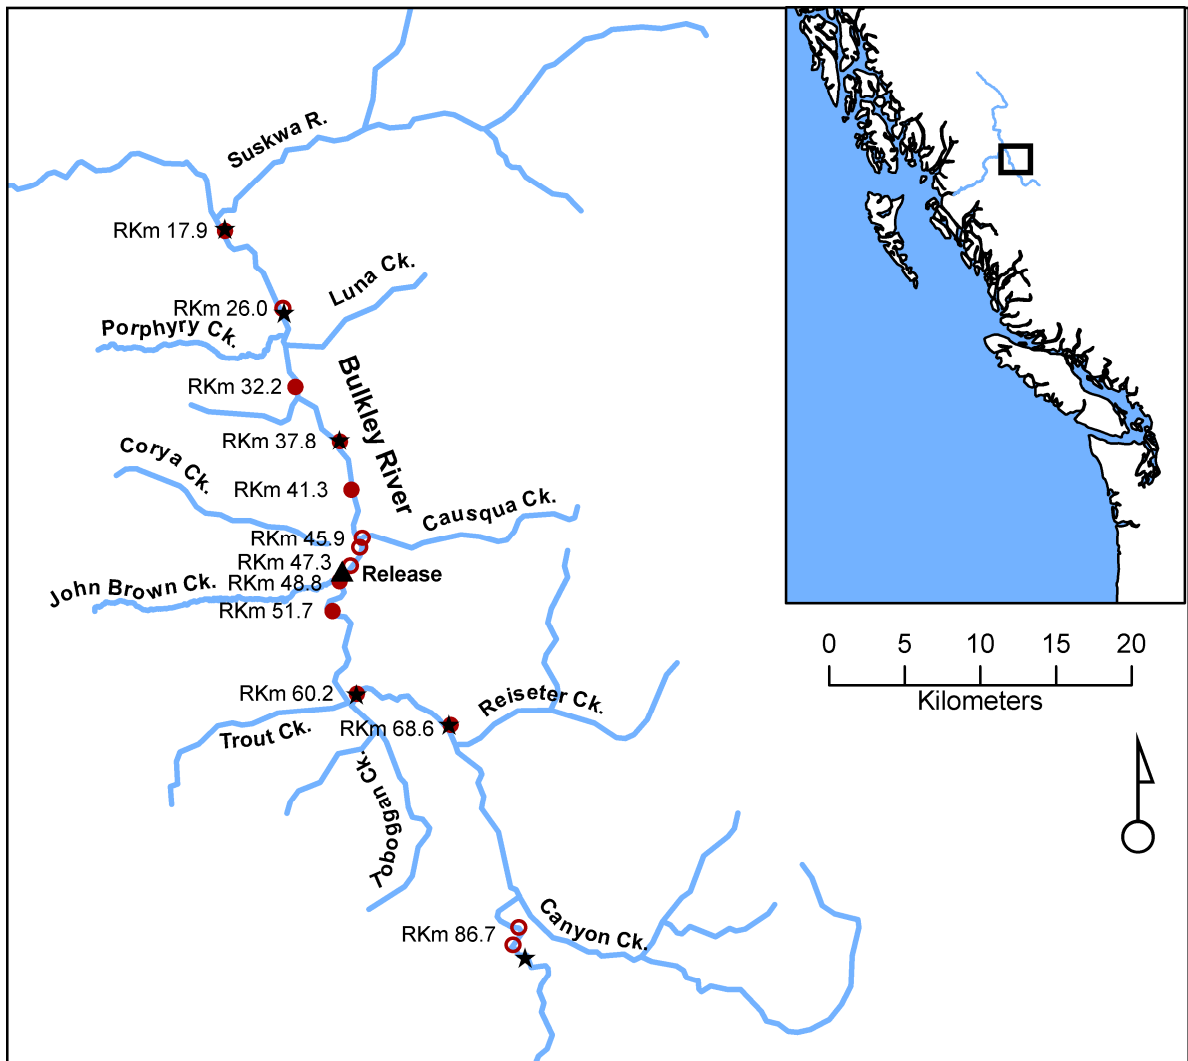 Suskwa R.
RKm 17.9
Luna Ck.
RKm 26.0
Porphyry Ck.
Bulkley River
RKm 32.2
RKm 37.8
Corya Ck.
RKm 41.3
Causqua Ck.
RKm 45.9
RKm 47.3
Release
RKm 48.8
John Brown Ck.
RKm 51.7
0 5 10 15 20
Kilometers
RKm 60.2
Reiseter Ck.
RKm 68.6
Trout Ck.
Toboggan Ck.
Canyon Ck.
RKm 86.7